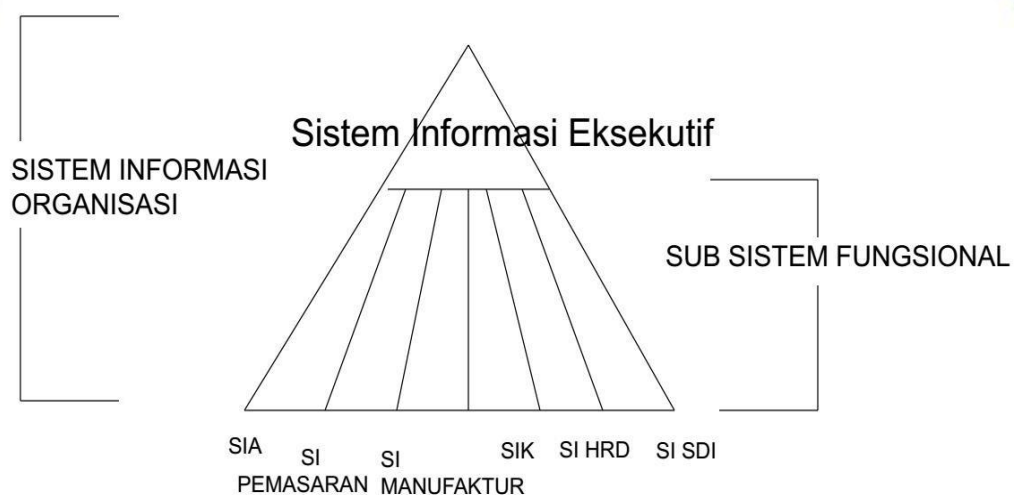 Sistem Informasi Eksekutif
SISTEM INFORMASI
ORGANISASI
SUB SISTEM FUNGSIONAL
SIA
SI
PEMASARAN
SI
MANUFAKTUR
SIK
SI HRD
SI SDI